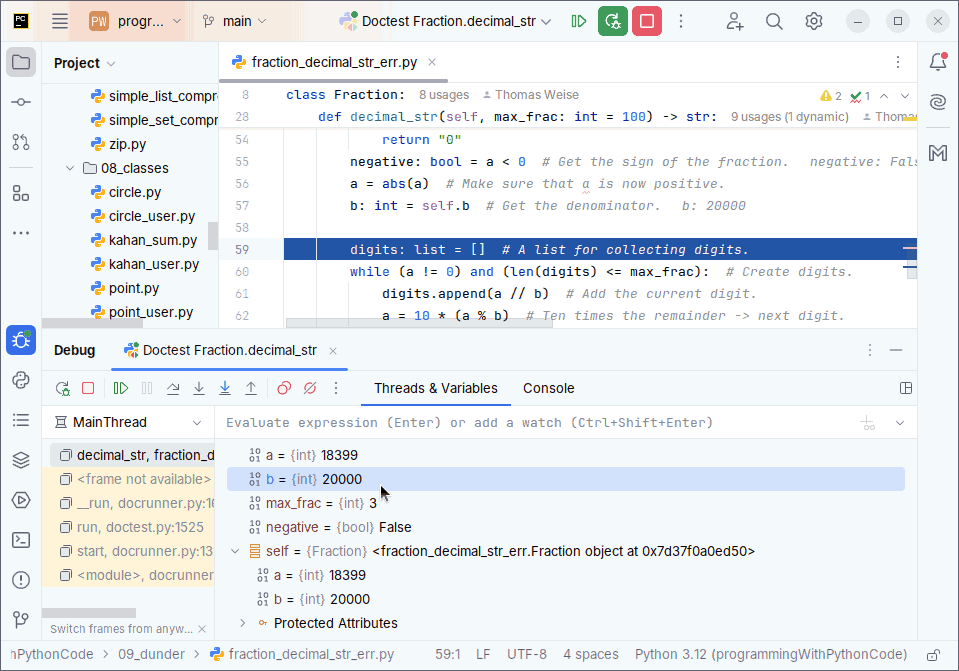 PC PW progr... main Doctest Fraction.decimal_str
Project
fraction_decimal_str_err.py
simple_list_compr
simple_set_compr
zip.py
08_classes
circle.py
circle_user.py
kahan_sum.py
kahan_user.py
point.py
point_user.py
8 class Fraction: 8 usages Thomas Weise
2 1
28 def decimal_str(self, max_frac: int = 100) -> str: 9 usages (1 dynamic) Thomas
54 return "0"
55 negative: bool = a < 0 # Get the sign of the fraction. negative: Fals
56 a = abs(a) # Make sure that a is now positive.
57 b: int = self.b # Get the denominator. b: 20000
58
59 digits: list = [] # A list for collecting digits.
60 while (a != 0) and (len(digits) <= max_frac): # Create digits.
61 digits.append(a // b) # Add the current digit.
62 a = 10 * (a % b) # Ten times the remainder -> next digit.
Debug Doctest Fraction.decimal_str
Threads & Variables Console
MainThread
Evaluate expression (Enter) or add a watch (Ctrl+Shift+Enter)
decimal_str, fraction_d
<frame not available>
__run, docrunner.py:16
run, doctest.py:1525
start, docrunner.py:13
<module>, docrunner
Switch frames from anyw...
a = {int} 18399
b = {int} 20000
max_frac = {int} 3
negative = {bool} False
self = {Fraction} <fraction_decimal_str_err.Fraction object at 0x7d37f0a0ed50>
a = {int} 18399
b = {int} 20000
Protected Attributes
hPythonCode > 09_dunder > fraction_decimal_str_err.py 59:1 LF UTF-8 4 spaces Python 3.12 (programmingWithPythonCode)